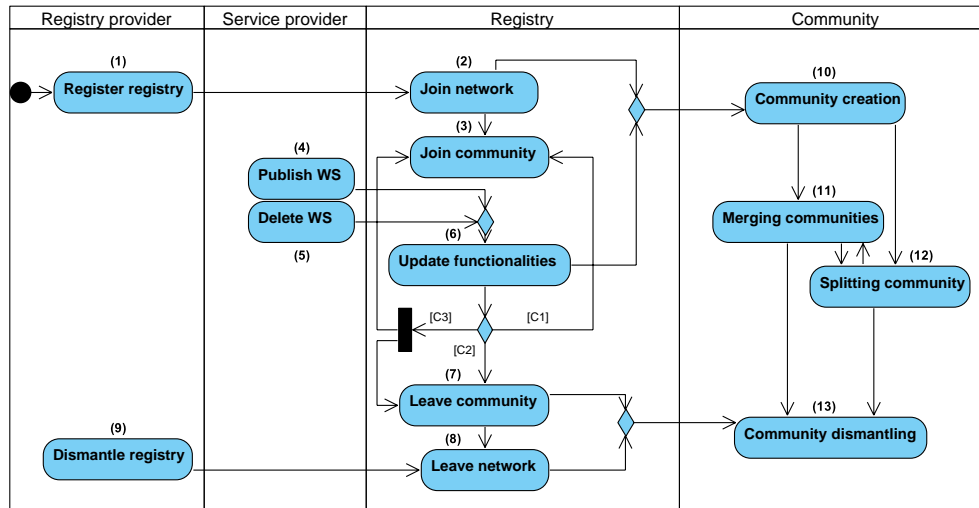 Registry provider
Service provider
Registry
Community
(1)
Register registry
(2)
Join network
(3)
Join community
(4)
Publish WS
Delete WS
(5)
(6)
Update functionalities
[C3]
[C1]
[C2]
(7)
Leave community
(8)
Leave network
(9)
Dismantle registry
(10)
Community creation
(11)
Merging communities
(12)
Splitting community
(13)
Community dismantling